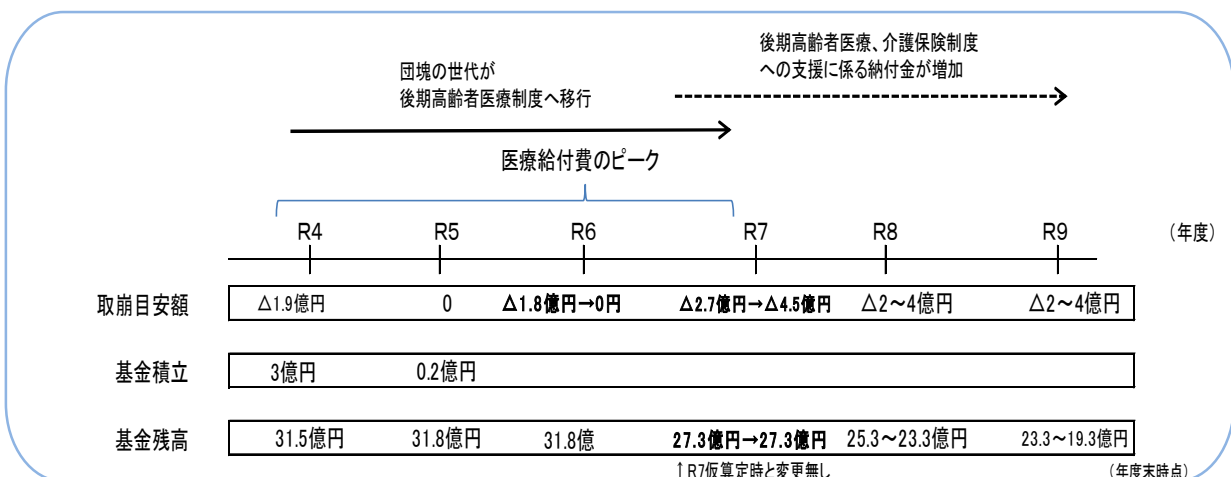 後期高齢者医療、介護保険制度
への支援に係る納付金が増加
団塊の世代が
後期高齢者医療制度へ移行
医療給付費のピーク
R4 R5 R6 R7 R8 R9 (年度)
取崩目安額 △1.9億円 0 △1.8億円→0円 △2.7億円→△4.5億円 △2～4億円 △2～4億円
基金積立 3億円 0.2億円
基金残高 31.5億円 31.8億円 31.8億 27.3億円→27.3億円 25.3～23.3億円 23.3～19.3億円
↑R7仮算定時と変更無し (年度末時点)